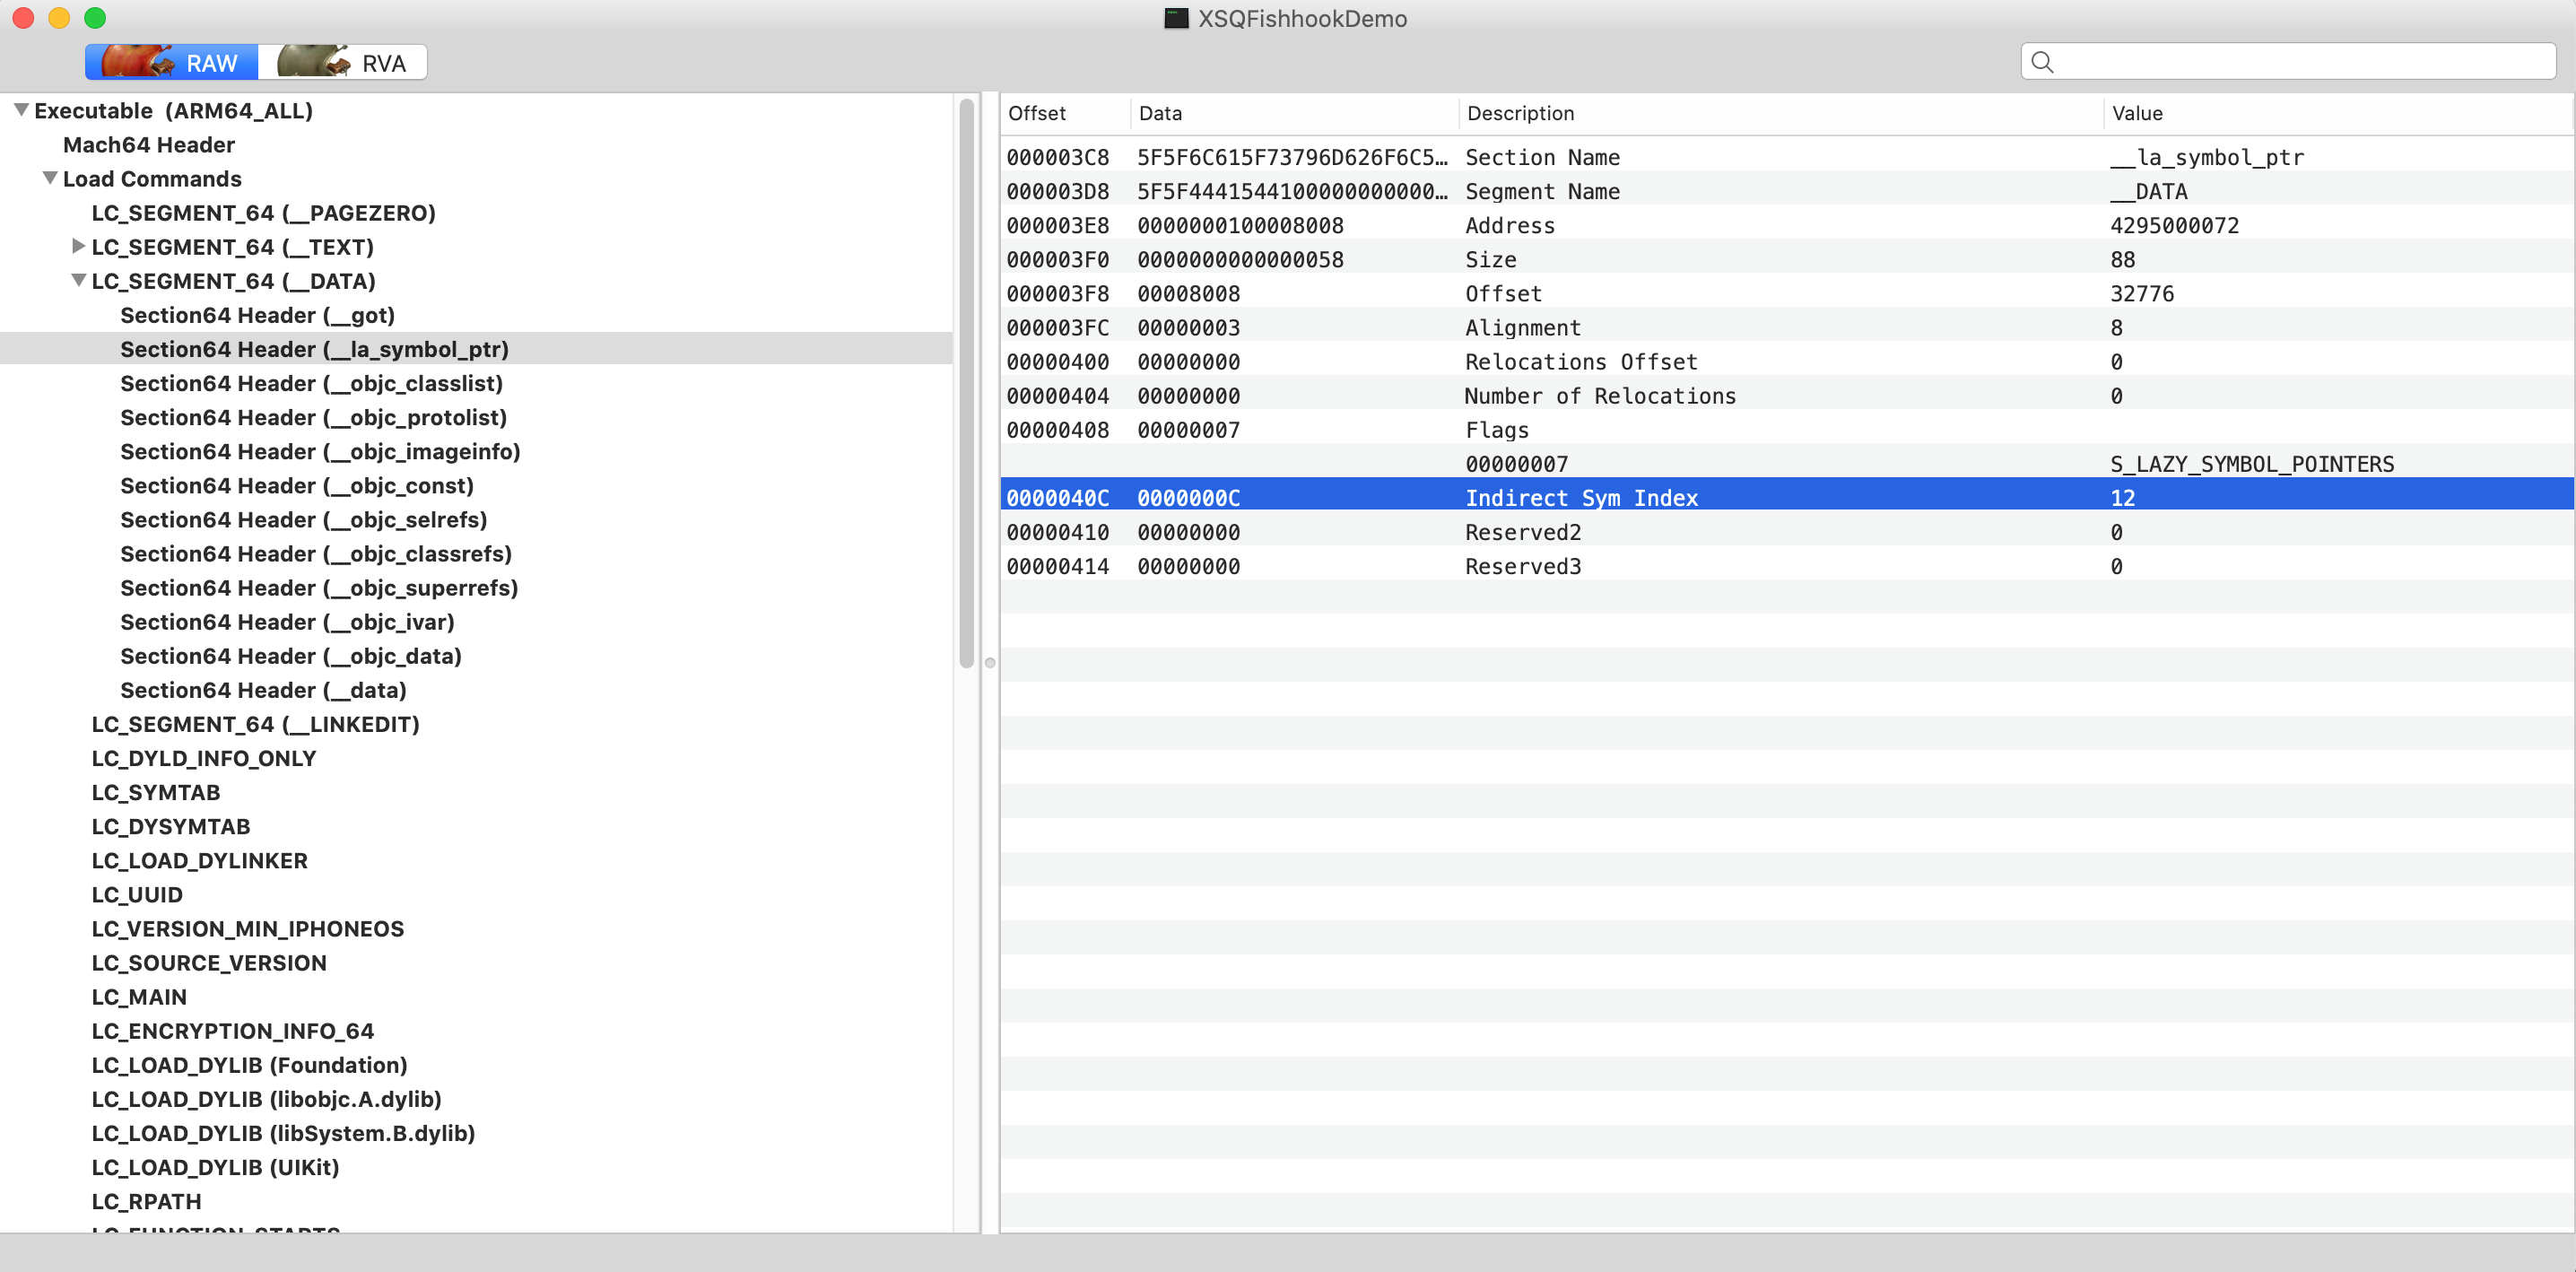 XSQFishhookDemo
RAW RVA
Executable (ARM64_ALL)
Mach64 Header
Load Commands
LC_SEGMENT_64 (__PAGEZERO)
LC_SEGMENT_64 (__TEXT)
LC_SEGMENT_64 (__DATA)
Section64 Header (__got)
Section64 Header (__la_symbol_ptr)
Section64 Header (__objc_classlist)
Section64 Header (__objc_protolist)
Section64 Header (__objc_imageinfo)
Section64 Header (__objc_const)
Section64 Header (__objc_selrefs)
Section64 Header (__objc_classrefs)
Section64 Header (__objc_superrefs)
Section64 Header (__objc_ivar)
Section64 Header (__objc_data)
Section64 Header (__data)
LC_SEGMENT_64 (__LINKEDIT)
LC_DYLD_INFO_ONLY
LC_SYMTAB
LC_DYSYMTAB
LC_LOAD_DYLINKER
LC_UUID
LC_VERSION_MIN_IPHONEOS
LC_SOURCE_VERSION
LC_MAIN
LC_ENCRYPTION_INFO_64
LC_LOAD_DYLIB (Foundation)
LC_LOAD_DYLIB (libobjc.A.dylib)
LC_LOAD_DYLIB (libSystem.B.dylib)
LC_LOAD_DYLIB (UIKit)
LC_RPATH
LC_FUNCTION_STARTS
Offset Data Description Value
000003C8 5F5F6C615F73796D626F6C5… Section Name __la_symbol_ptr
000003D8 5F5F4441544100000000000… Segment Name __DATA
000003E8 0000000100008008 Address 4295000072
000003F0 0000000000000058 Size 88
000003F8 00008008 Offset 32776
000003FC 00000003 Alignment 8
00000400 00000000 Relocations Offset 0
00000404 00000000 Number of Relocations 0
00000408 00000007 Flags
00000007 S_LAZY_SYMBOL_POINTERS
0000040C 0000000C Indirect Sym Index 12
00000410 00000000 Reserved2 0
00000414 00000000 Reserved3 0